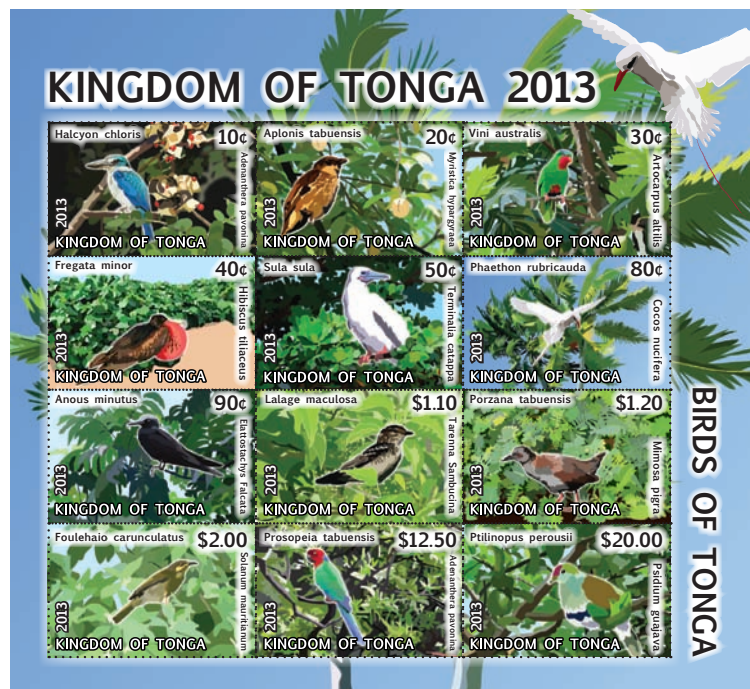 KINGDOM OF TONGA 2013
Halcyon chloris
10¢
Adenanthera pavonina
2013
KINGDOM OF TONGA
Aplonis tabuensis
20¢
Myristica hypargyraea
2013
KINGDOM OF TONGA
Vini australis
30¢
Artocarpus altilis
2013
KINGDOM OF TONGA
Fregata minor
40¢
Hibiscus tiliaceus
2013
KINGDOM OF TONGA
Sula sula
50¢
Terminalia catappa
2013
KINGDOM OF TONGA
Phaethon rubricauda
80¢
Cocos nucifera
2013
KINGDOM OF TONGA
Anous minutus
90¢
Elattostachys Falcata
2013
KINGDOM OF TONGA
Lalage maculosa
$1.10
Tarenna Sambucina
2013
KINGDOM OF TONGA
Porzana tabuensis
$1.20
Mimosa pigra
2013
KINGDOM OF TONGA
Foulehaio carunculatus
$2.00
Solanum mauritianum
2013
KINGDOM OF TONGA
Prosopeia tabuensis
$12.50
Adenanthera pavonina
2013
KINGDOM OF TONGA
Ptilinopus perousii
$20.00
Psidium guajava
2013
KINGDOM OF TONGA
BIRDS OF TONGA